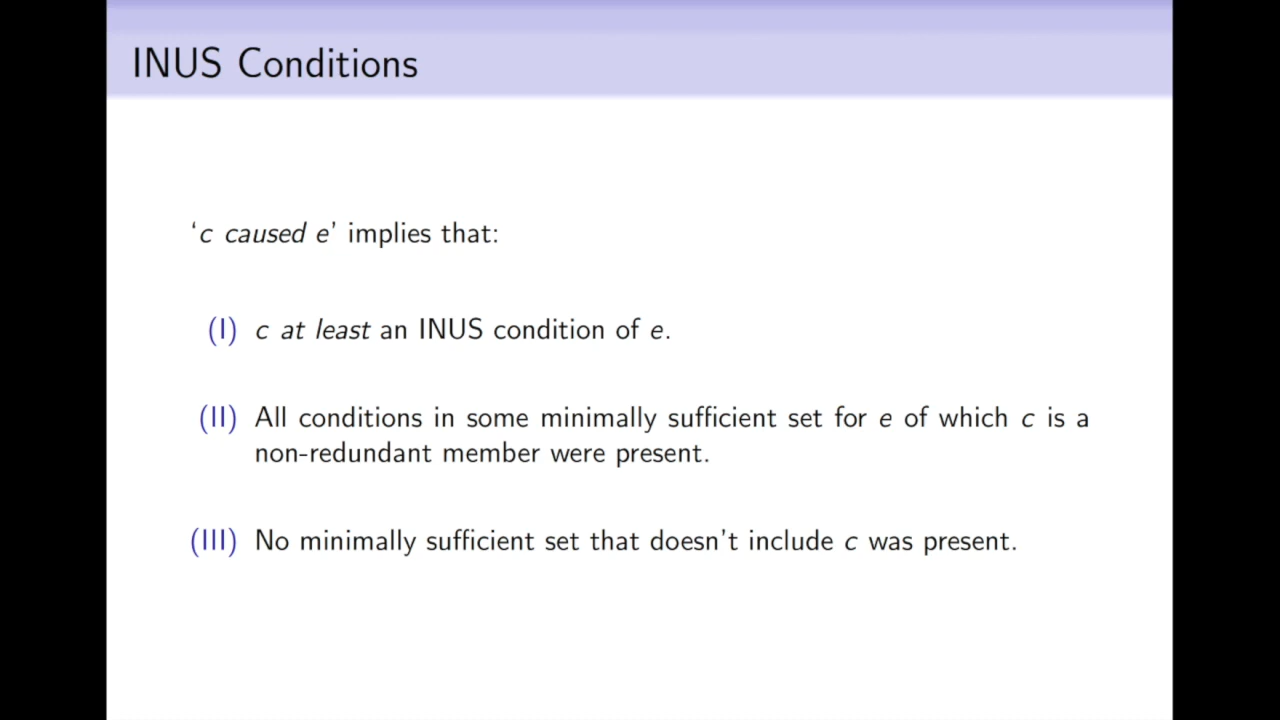 INUS Conditions
‘c caused e’ implies that:
(I) c at least an INUS condition of e.
(II) All conditions in some minimally sufficient set for e of which c is a
non-redundant member were present.
(III) No minimally sufficient set that doesn’t include c was present.